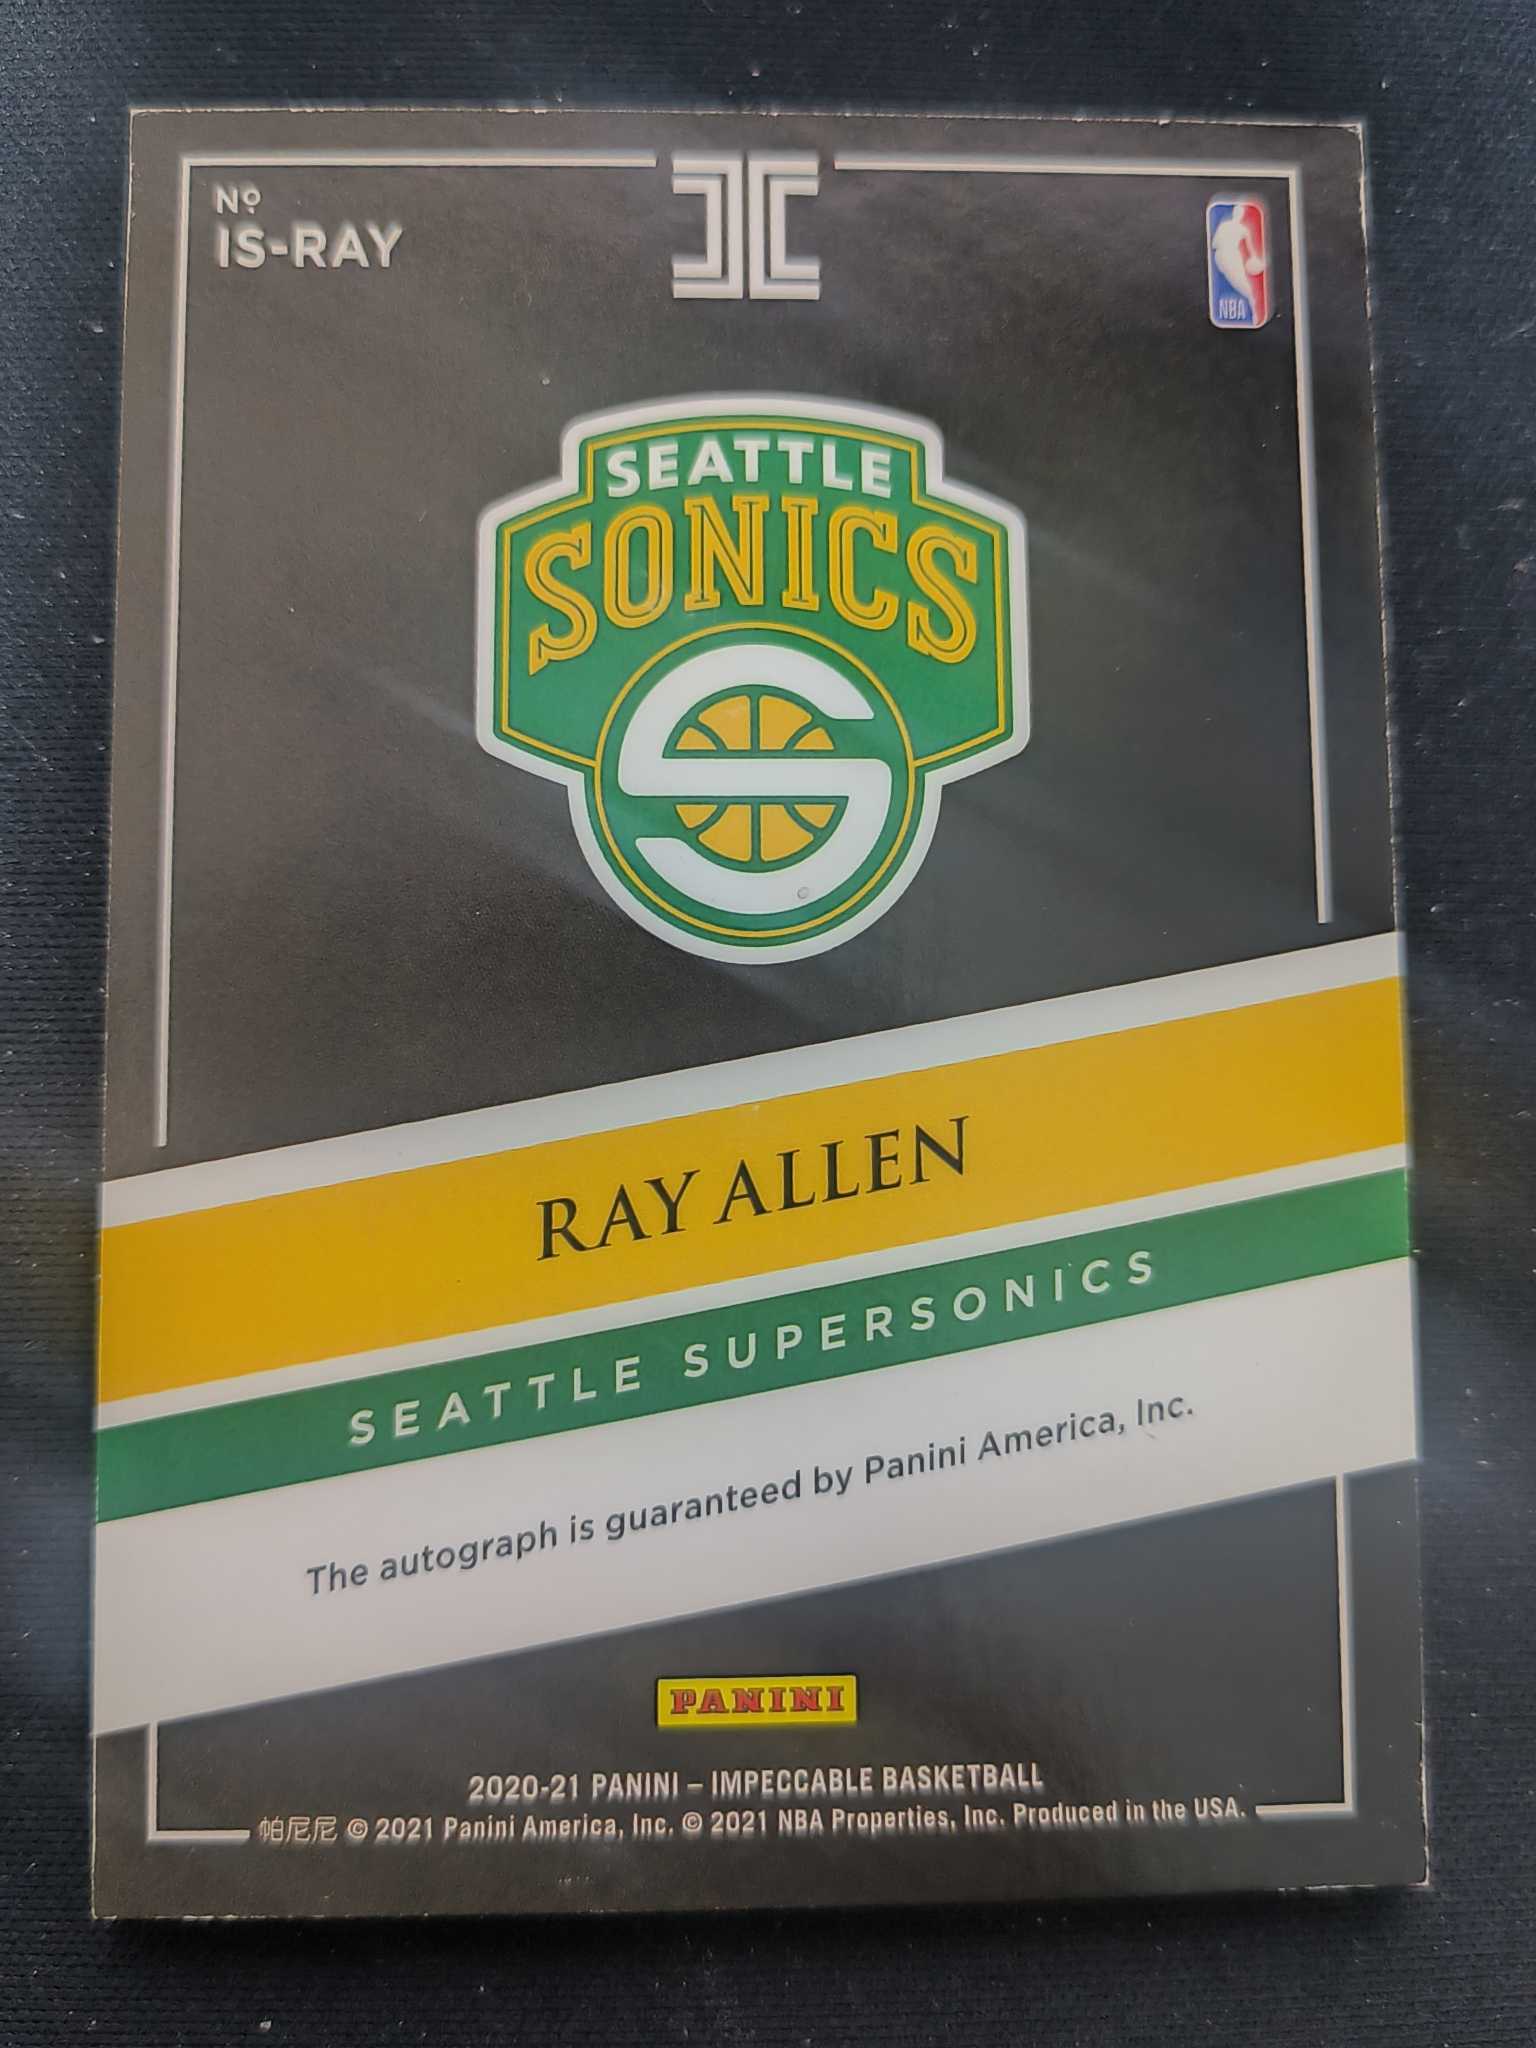 Nº
IS-RAY
NBA
SEATTLE
SONICS
RAY ALLEN
SEATTLE SUPERSONICS
The autograph is guaranteed by Panini America, Inc.
PANINI
2020-21 PANINI – IMPECCABLE BASKETBALL
帕尼尼 © 2021 Panini America, Inc. © 2021 NBA Properties, Inc. Produced in the USA.